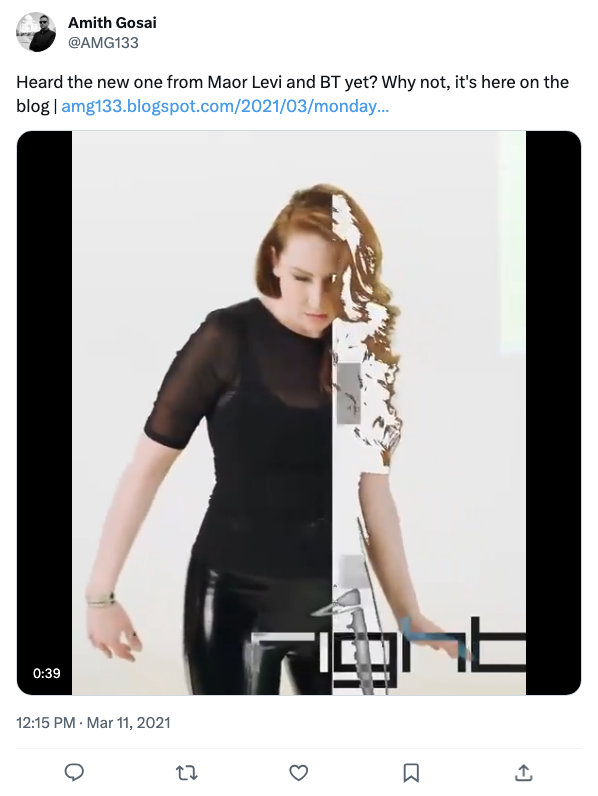 Amith Gosai
@AMG133
Heard the new one from Maor Levi and BT yet? Why not, it's here on the
blog | amg133.blogspot.com/2021/03/monday...
0:39
12:15 PM · Mar 11, 2021